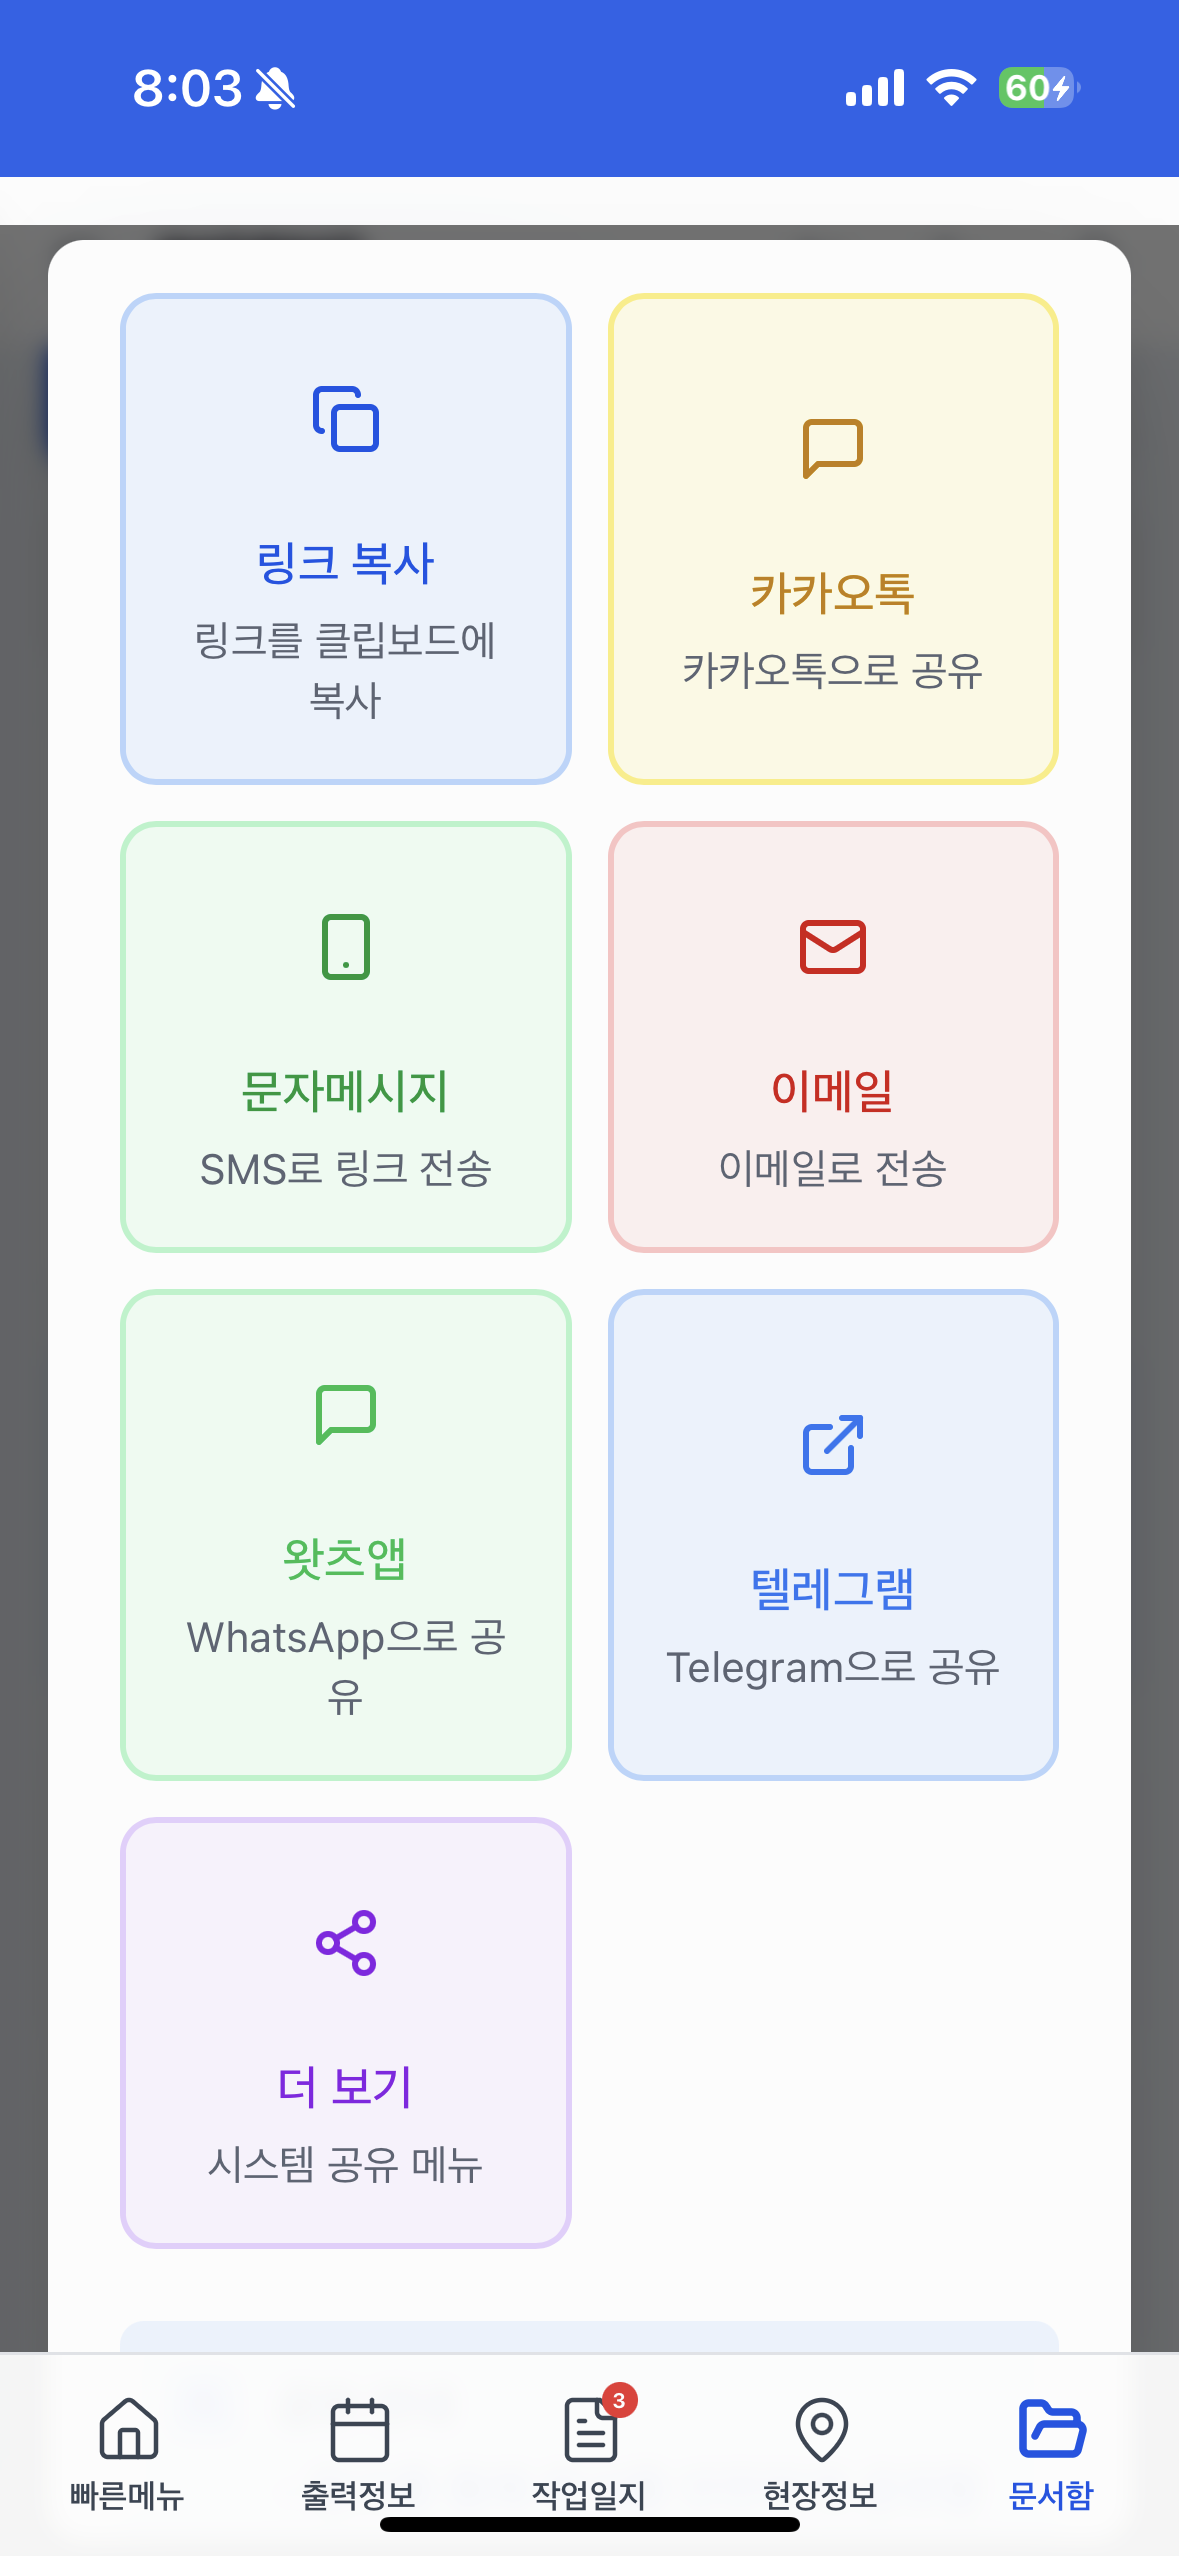 8:03
60
링크 복사
링크를 클립보드에
복사
카카오톡
카카오톡으로 공유
문자메시지
SMS로 링크 전송
이메일
이메일로 전송
왓츠앱
WhatsApp으로 공
유
텔레그램
Telegram으로 공유
더 보기
시스템 공유 메뉴
3
빠른메뉴
출력정보
작업일지
현장정보
문서함